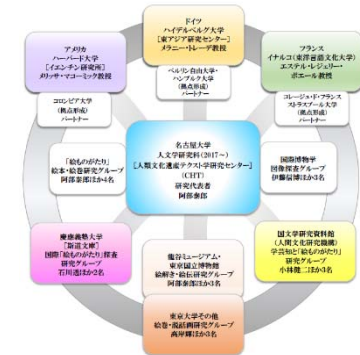 ドイツ
ハイデルベルグ大学
[東アジア研究センター]
メラニー・トレーデ教授
アメリカ
ハーバード大学
[イェンチン研究所]
メリッサ・マコーミック教授
フランス
イナルコ(東洋言語文化大学)
エステル・レジェリー・
ボエール教授
コロンビア大学
(拠点形成)
パートナー
ベルリン自由大学・
ハンブルク大学
(拠点形成)
パートナー
コレージュ・ド・フランス
ストラスブール大学
(拠点形成)
パートナー
名古屋大学
人文学研究科(2017～)
[人類文化遺産テクスト学研究センター]
(CHT)
研究代表者
阿部泰郎
「絵ものがたり」
絵本・絵巻研究グループ
阿部泰郎ほか4名
国際博物学
図像探査グループ
伊藤信博ほか3名
慶應義塾大学
[斯道文庫]
国際「絵ものがたり」探査
研究グループ
石川透ほか2名
龍谷ミュージアム・
東京国立博物館
絵解き・絵伝研究グループ
阿部泰郎ほか3名
国文学研究資料館
(人間文化研究機構)
学芸知と「絵ものがたり」
研究グループ
小林健二ほか3名
東京大学その他
絵巻・説話画研究グループ
高岸輝ほか3名